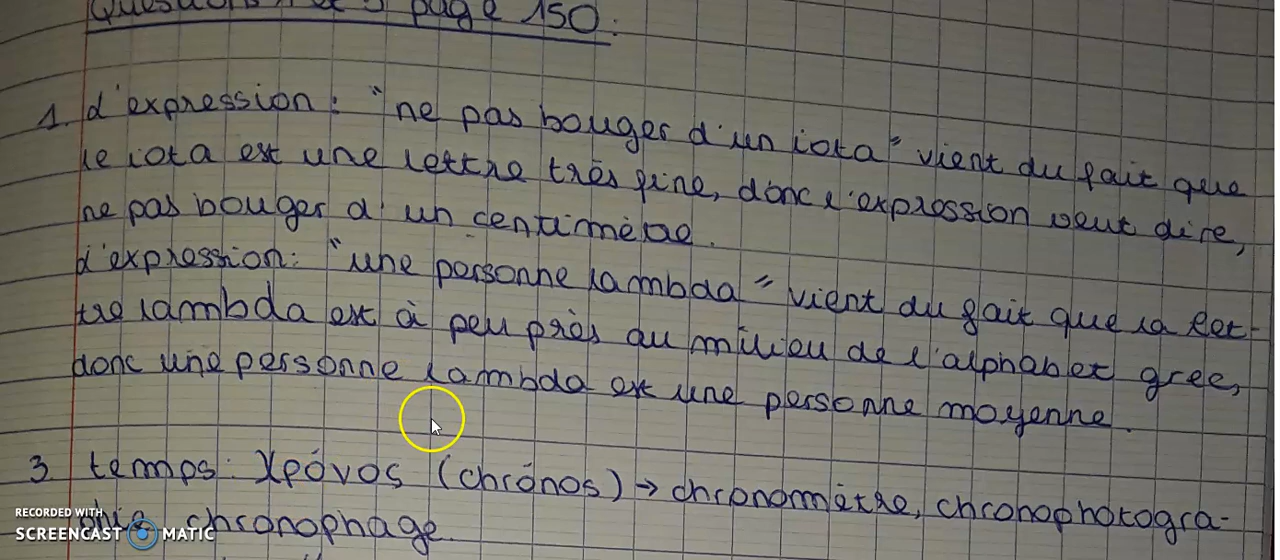 Questions 1 et 3 page 150.
1. L'expression : "ne pas bouger d'un iota" vient du fait que
le iota est une lettre très fine, donc l'expression veut dire,
ne pas bouger d'un centimètre.
L'expression : "une personne lambda" vient du fait que la let-
tre lambda est à peu près au milieu de l'alphabet grec,
donc une personne lambda est une personne moyenne.
3. temps : Χρόνος (chrónos) → chronomètre, chronophotogra-
phie, chronophage.
RECORDED WITH
SCREENCAST MATIC